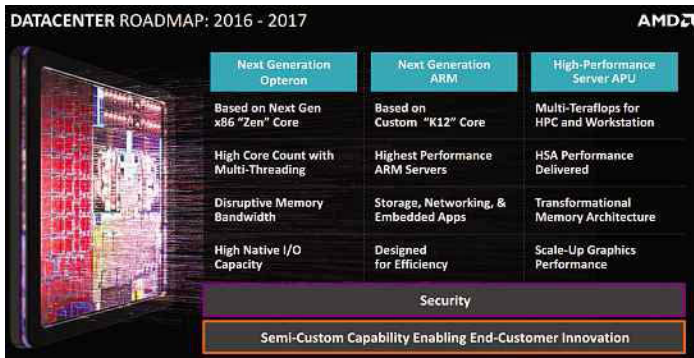 DATACENTER ROADMAP: 2016 - 2017
AMD
Next Generation
Opteron
Based on Next Gen
x86 “Zen” Core
High Core Count with
Multi-Threading
Disruptive Memory
Bandwidth
High Native I/O
Capacity
Next Generation
ARM
Based on
Custom “K12” Core
Highest Performance
ARM Servers
Storage, Networking, &
Embedded Apps
Designed
for Efficiency
High-Performance
Server APU
Multi-Teraflops for
HPC and Workstation
HSA Performance
Delivered
Transformational
Memory Architecture
Scale-Up Graphics
Performance
Security
Semi-Custom Capability Enabling End-Customer Innovation